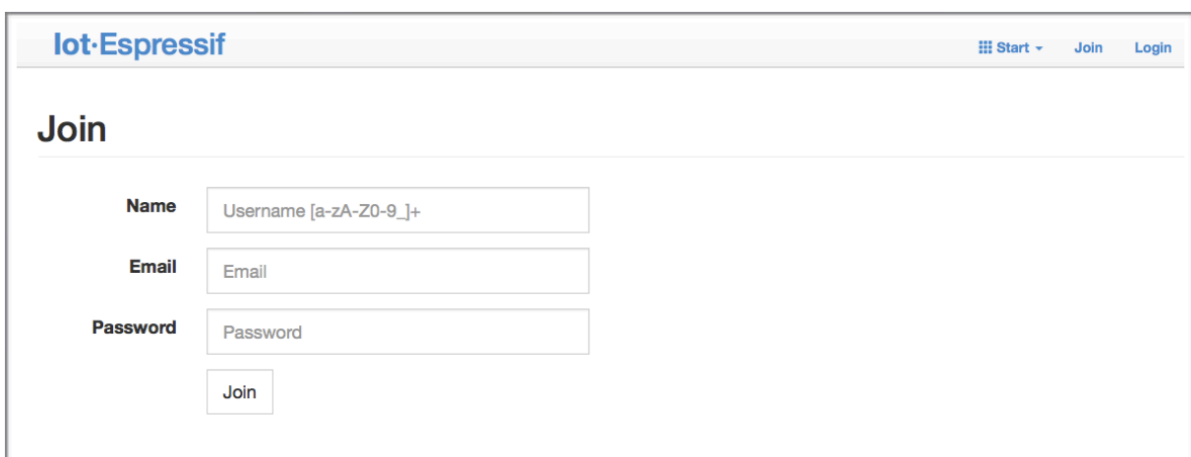 Iot·Espressif
Start Join Login
Join
Name Username [a-zA-Z0-9_]+
Email Email
Password Password
Join